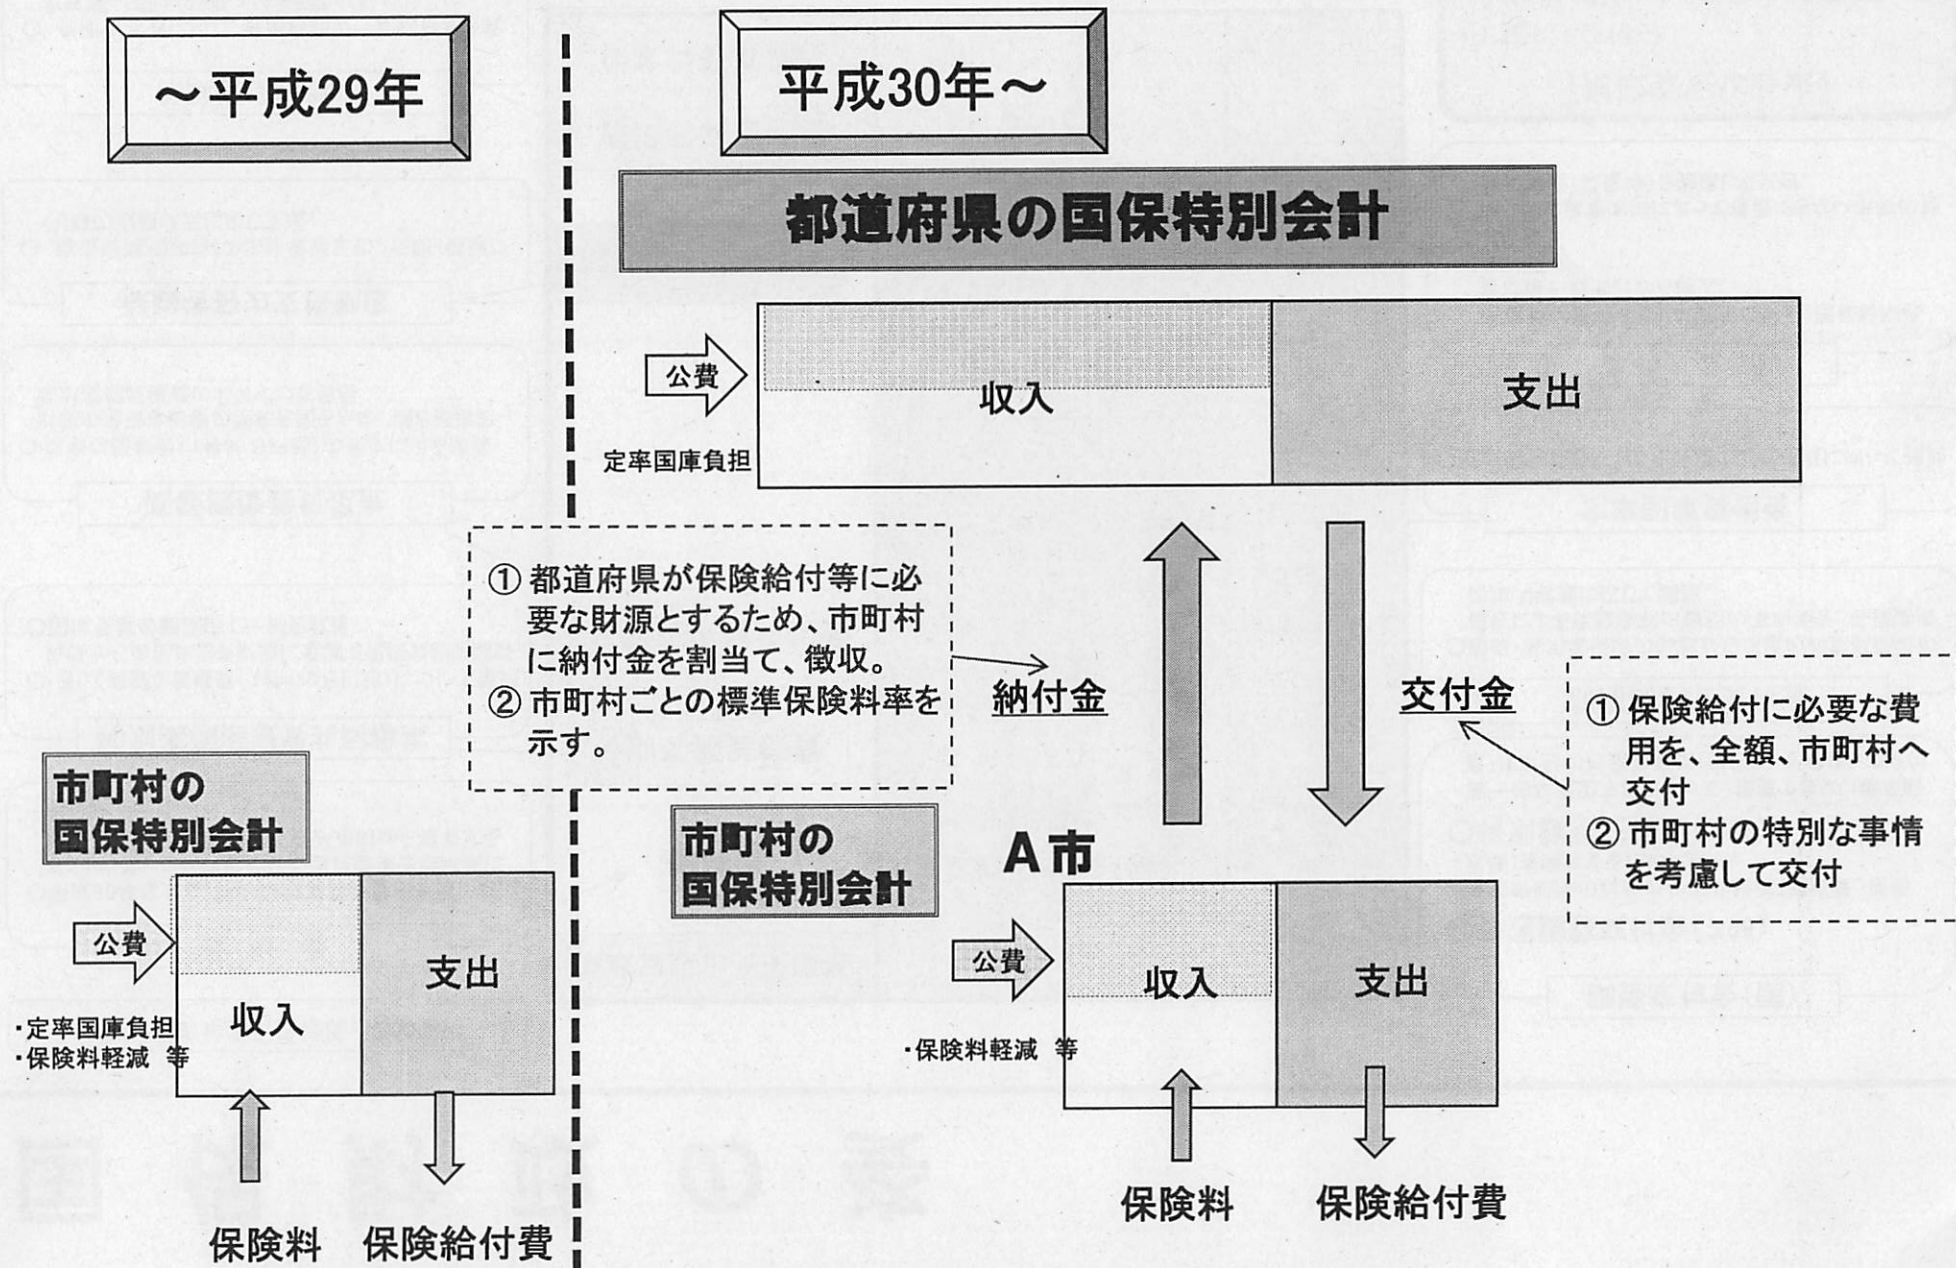 ～平成29年
平成30年～
都道府県の国保特別会計
公費
収入
支出
定率国庫負担
① 都道府県が保険給付等に必
要な財源とするため、市町村
に納付金を割当て、徴収。
② 市町村ごとの標準保険料率を
示す。
納付金
交付金
① 保険給付に必要な費
用を、全額、市町村へ
交付
② 市町村の特別な事情
を考慮して交付
市町村の
国保特別会計
公費
収入
支出
・定率国庫負担
・保険料軽減 等
保険料
保険給付費
市町村の
国保特別会計
A市
公費
収入
支出
・保険料軽減 等
保険料
保険給付費